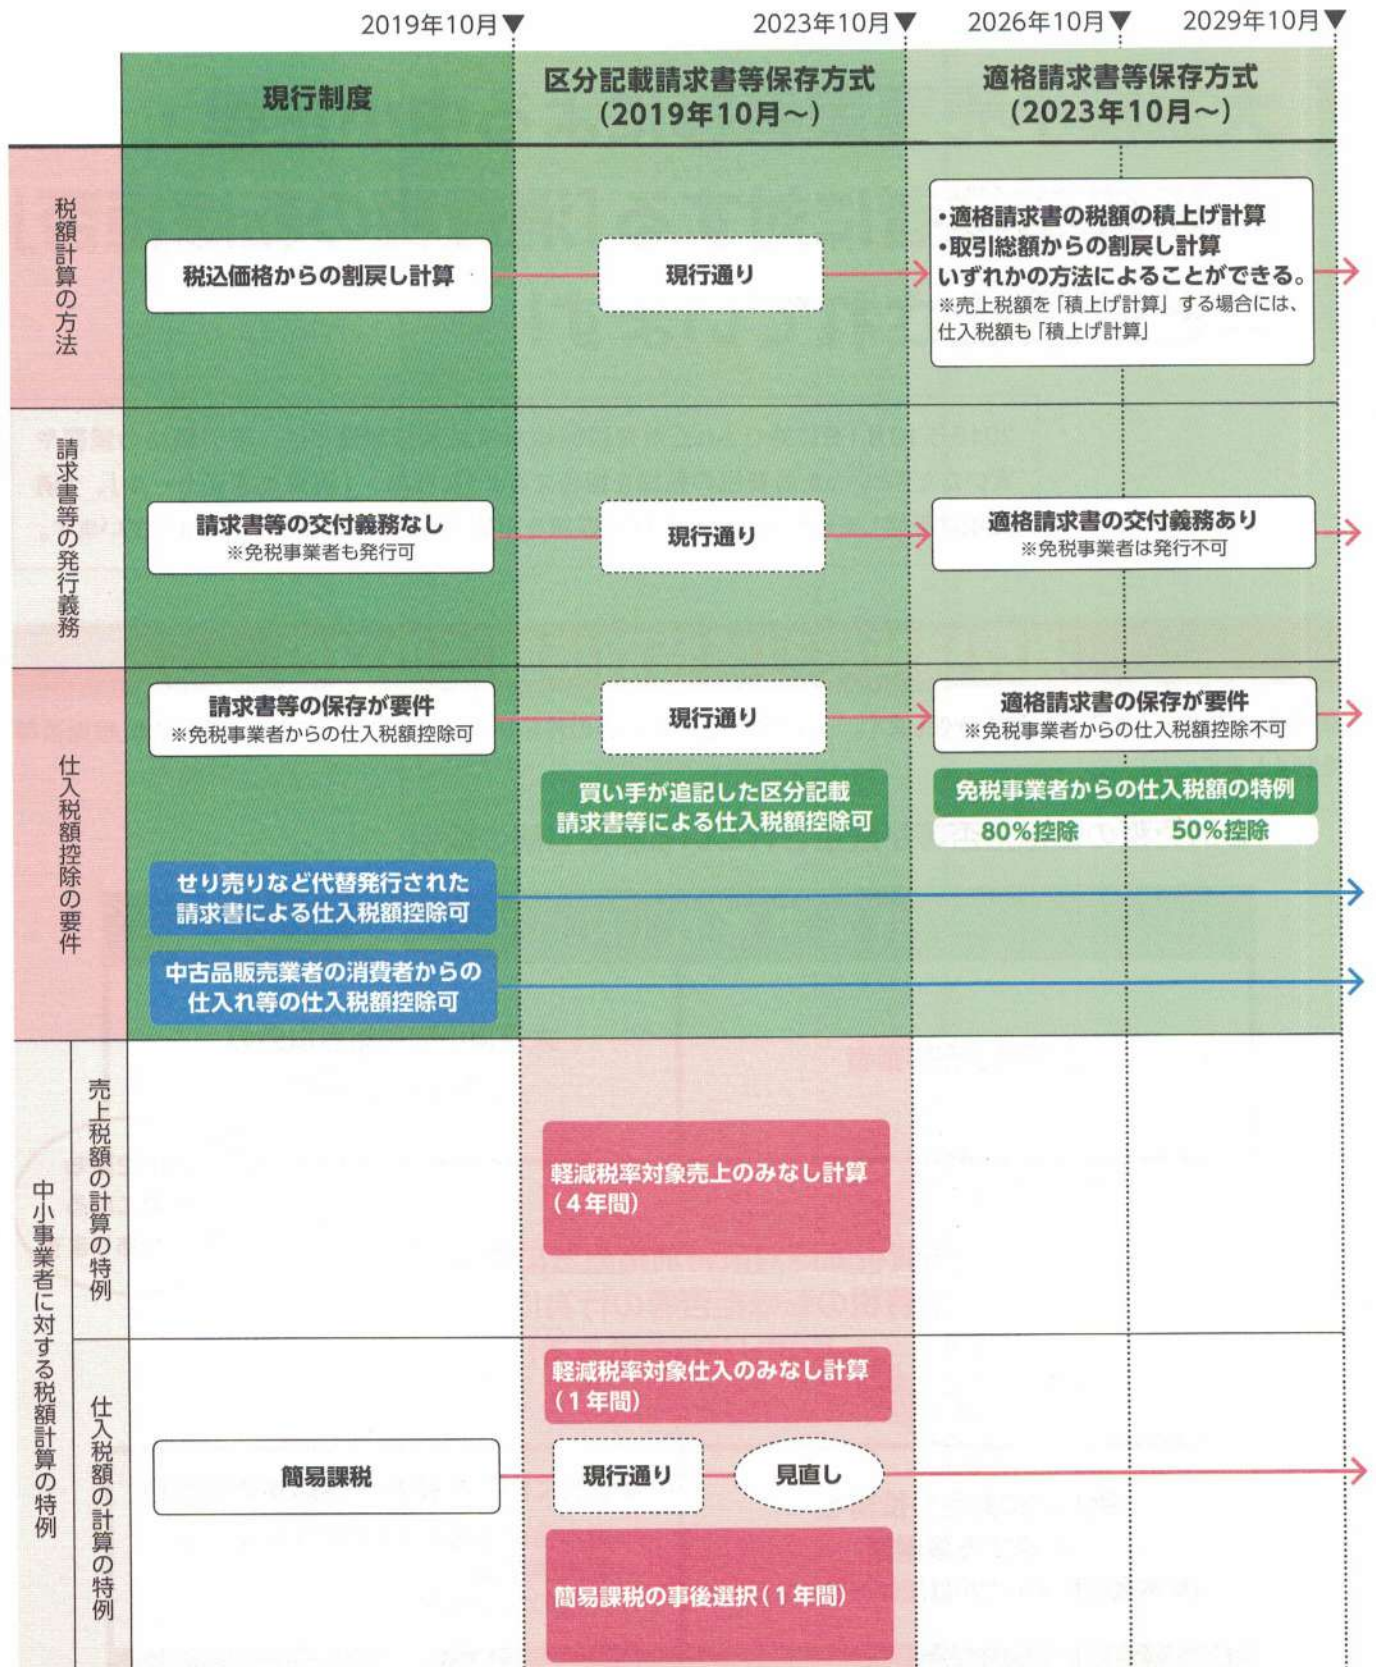 2019年10月▼
2023年10月▼
2026年10月▼
2029年10月▼
現行制度
区分記載請求書等保存方式
(2019年10月～)
適格請求書等保存方式
(2023年10月～)
税額計算の方法
税込価格からの割戻し計算
現行通り
・適格請求書の税額の積上げ計算
・取引総額からの割戻し計算
いずれかの方法によることができる。
※売上税額を「積上げ計算」する場合には、
仕入税額も「積上げ計算」
請求書等の発行義務
請求書等の交付義務なし
※免税事業者も発行可
現行通り
適格請求書の交付義務あり
※免税事業者は発行不可
仕入税額控除の要件
請求書等の保存が要件
※免税事業者からの仕入税額控除可
現行通り
適格請求書の保存が要件
※免税事業者からの仕入税額控除不可
買い手が追記した区分記載
請求書等による仕入税額控除可
免税事業者からの仕入税額の特例
80%控除
50%控除
せり売りなど代替発行された
請求書による仕入税額控除可
中古品販売業者の消費者からの
仕入れ等の仕入税額控除可
中小事業者に対する税額計算の特例
売上税額の計算の特例
軽減税率対象売上のみなし計算
(4年間)
仕入税額の計算の特例
軽減税率対象仕入のみなし計算
(1年間)
簡易課税
現行通り
見直し
簡易課税の事後選択(1年間)